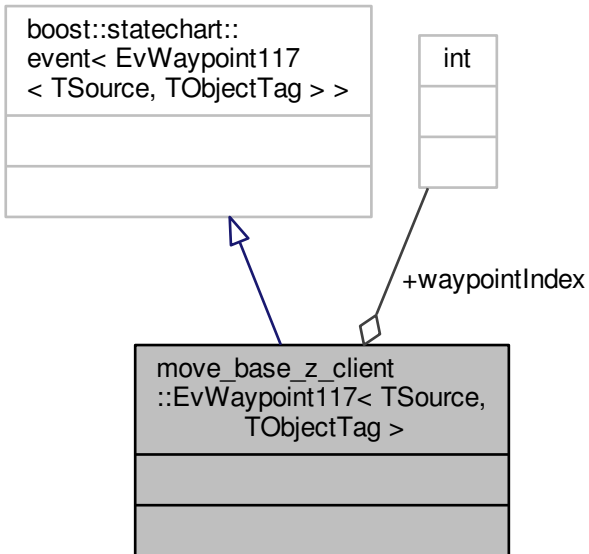 boost::statechart::
event< EvWaypoint117
< TSource, TObjectTag > >
int
+waypointIndex
move_base_z_client
::EvWaypoint117< TSource,
TObjectTag >